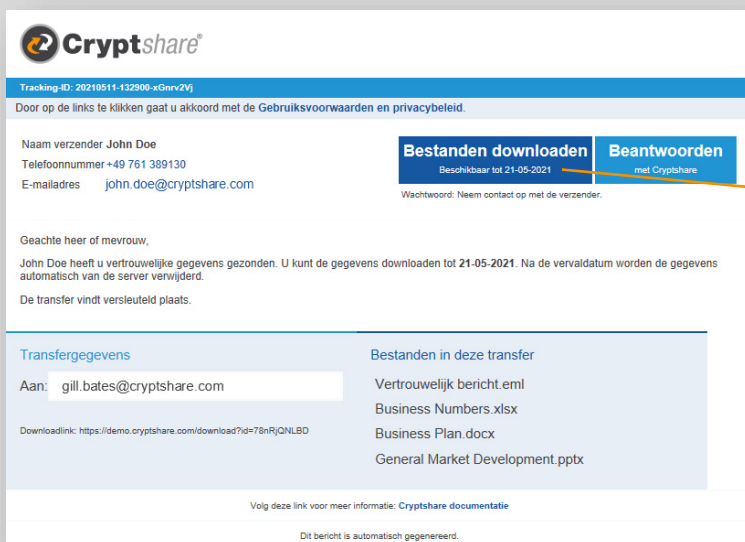 Cryptshare®
Tracking-ID: 20210511-132900-xGnrv2Vj
Door op de links te klikken gaat u akkoord met de Gebruiksvoorwaarden en privacybeleid.
Naam verzender John Doe
Telefoonnummer +49 761 389130
E-mailadres john.doe@cryptshare.com
Bestanden downloaden
Beschikbaar tot 21-05-2021
Beantwoorden
met Cryptshare
Wachtwoord: Neem contact op met de verzender.
Geachte heer of mevrouw,
John Doe heeft u vertrouwelijke gegevens gezonden. U kunt de gegevens downloaden tot 21-05-2021. Na de vervaldatum worden de gegevens
automatisch van de server verwijderd.
De transfer vindt versleuteld plaats.
Transfergegevens
Aan: gill.bates@cryptshare.com
Downloadlink: https://demo.cryptshare.com/download?id=78nRjQNLBD
Bestanden in deze transfer
Vertrouwelijk bericht.eml
Business Numbers.xlsx
Business Plan.docx
General Market Development.pptx
Volg deze link voor meer informatie: Cryptshare documentatie
Dit bericht is automatisch gegenereerd.